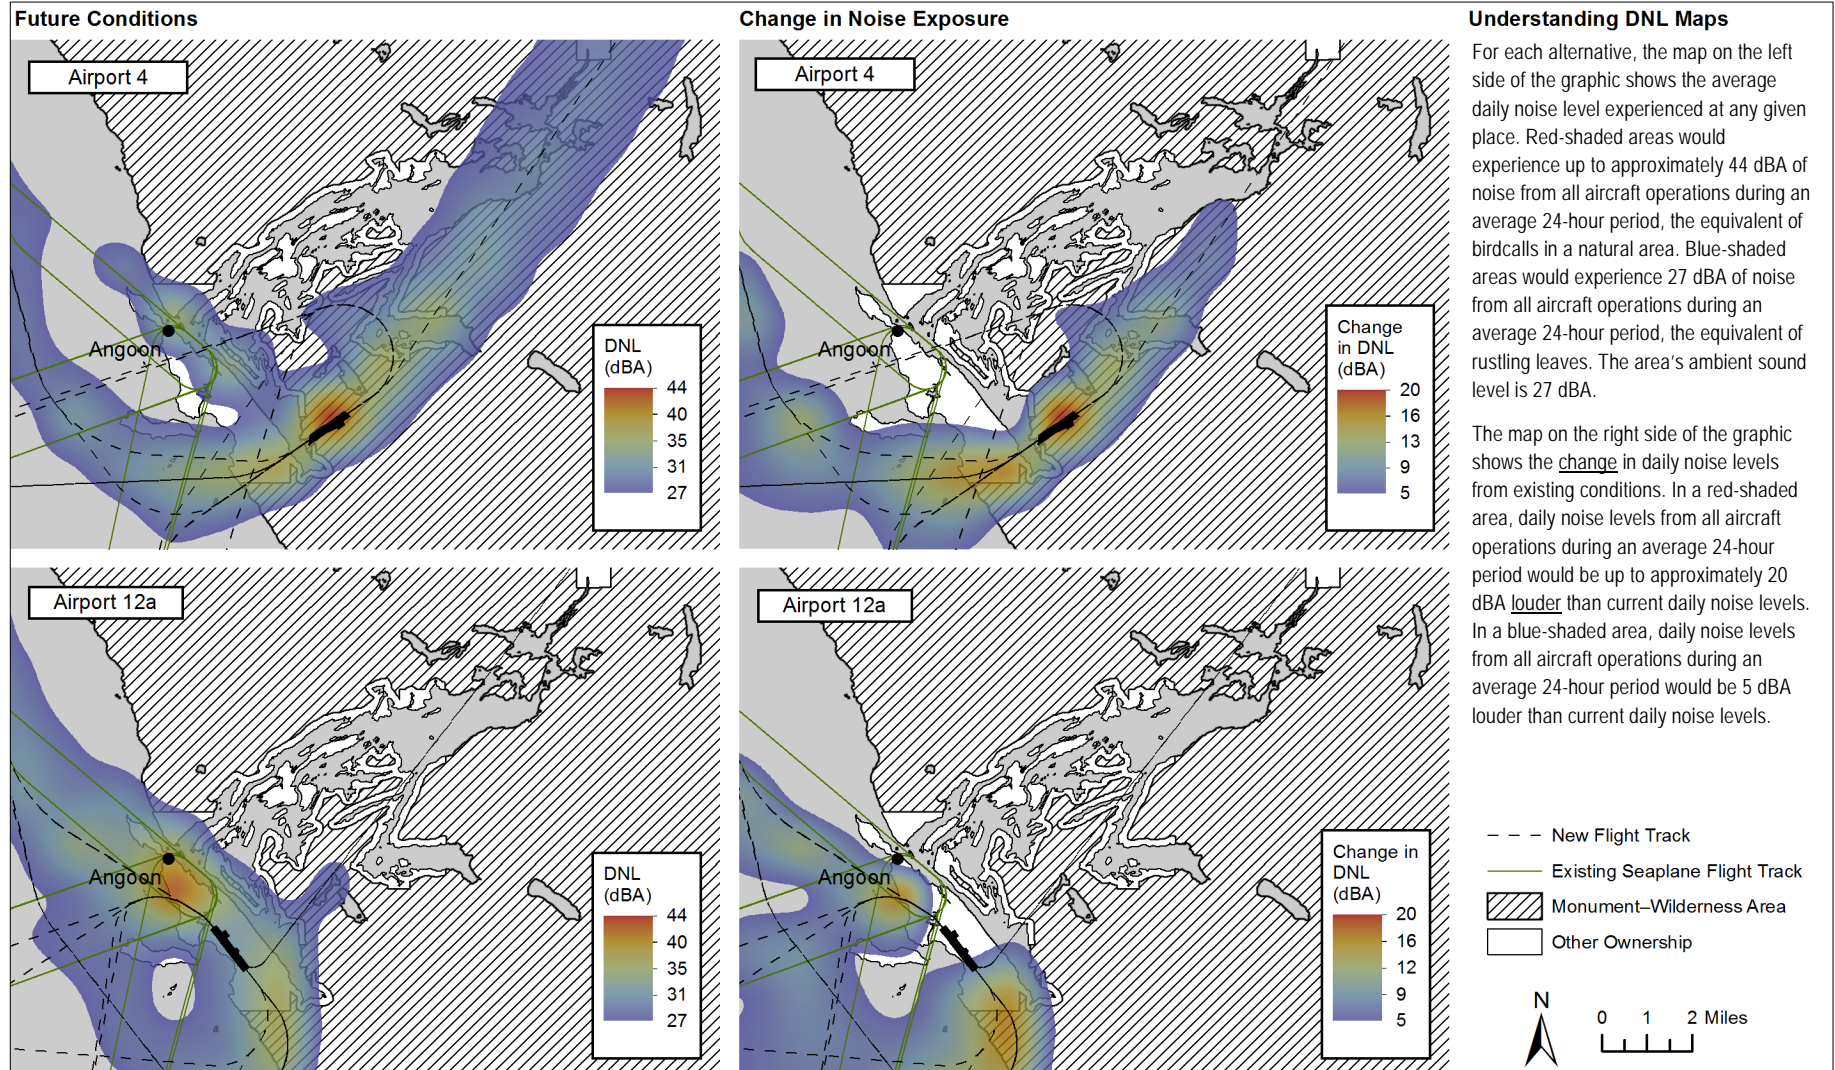 Future Conditions
Change in Noise Exposure
Understanding DNL Maps
Airport 4
Angoon
DNL
(dBA)
44
40
35
31
27
Airport 4
Angoon
Change
in DNL
(dBA)
20
16
13
9
5
For each alternative, the map on the left
side of the graphic shows the average
daily noise level experienced at any given
place. Red-shaded areas would
experience up to approximately 44 dBA of
noise from all aircraft operations during an
average 24-hour period, the equivalent of
birdcalls in a natural area. Blue-shaded
areas would experience 27 dBA of noise
from all aircraft operations during an
average 24-hour period, the equivalent of
rustling leaves. The area's ambient sound
level is 27 dBA.
The map on the right side of the graphic
shows the change in daily noise levels
from existing conditions. In a red-shaded
area, daily noise levels from all aircraft
operations during an average 24-hour
period would be up to approximately 20
dBA louder than current daily noise levels.
In a blue-shaded area, daily noise levels
from all aircraft operations during an
average 24-hour period would be 5 dBA
louder than current daily noise levels.
Airport 12a
Angoon
DNL
(dBA)
44
40
35
31
27
Airport 12a
Angoon
Change in
DNL
(dBA)
20
16
12
9
5
New Flight Track
Existing Seaplane Flight Track
Monument–Wilderness Area
Other Ownership
N
0 1 2 Miles